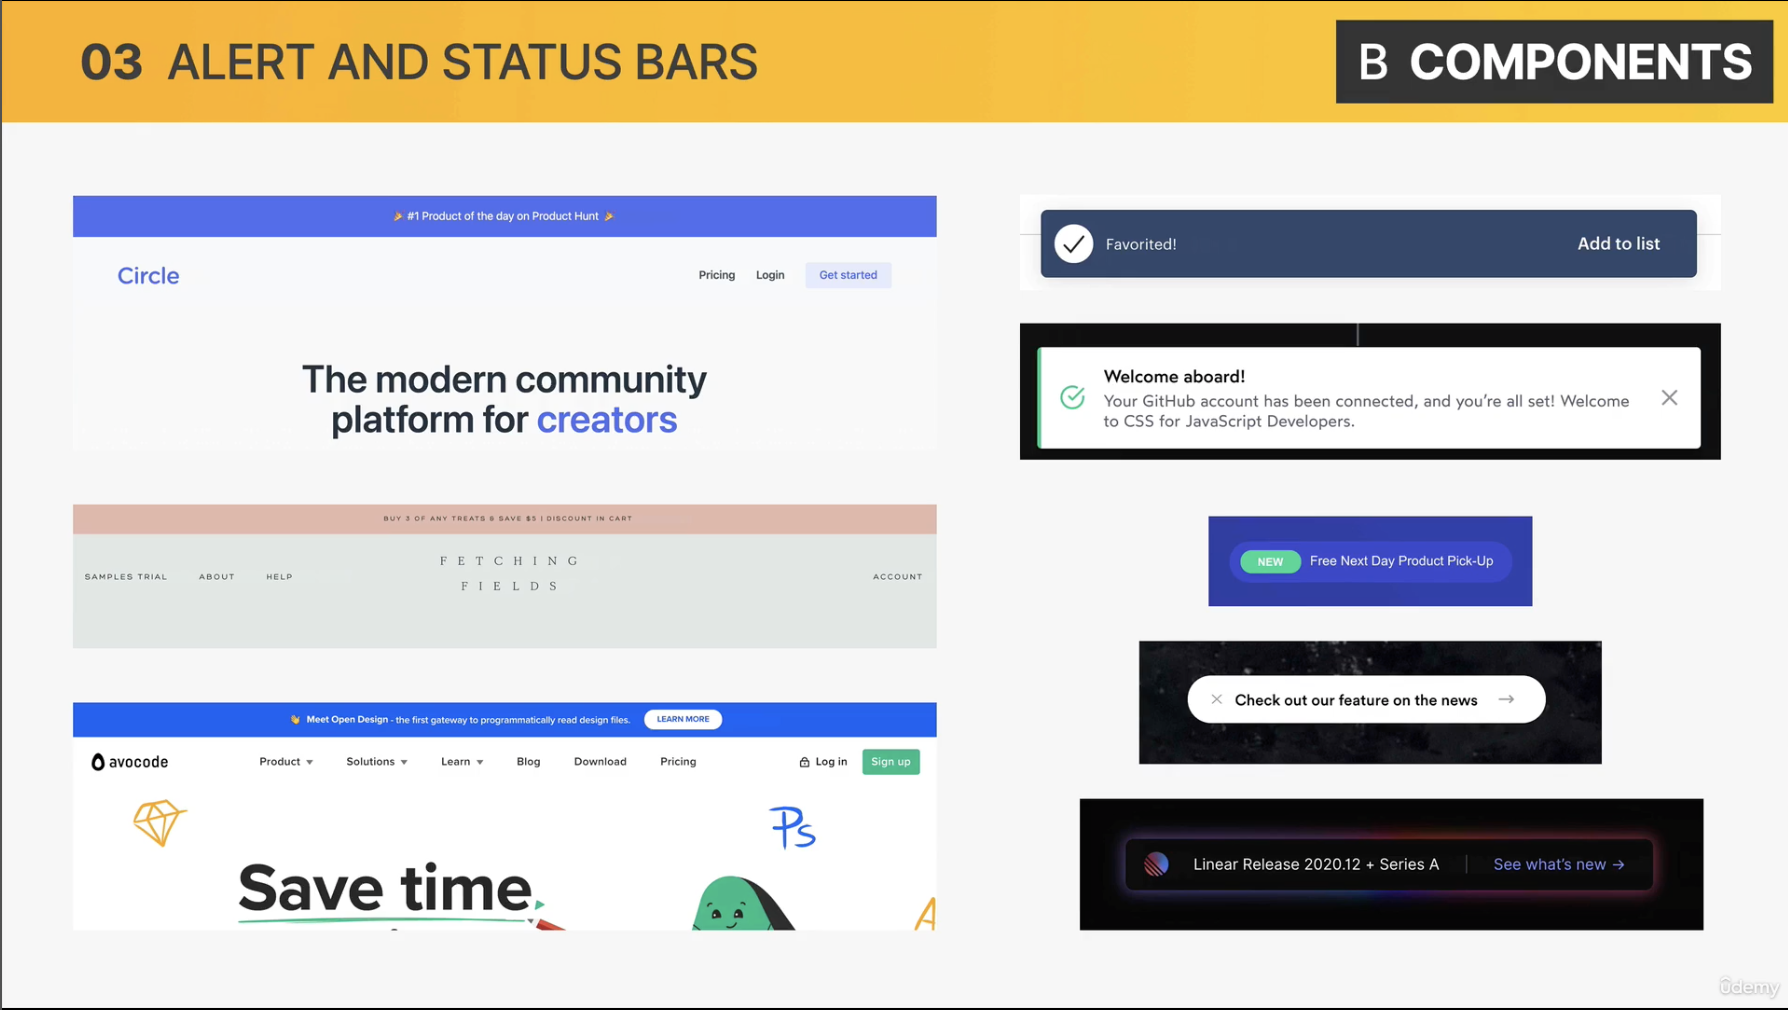 03 ALERT AND STATUS BARS
B COMPONENTS
#1 Product of the day on Product Hunt
Circle
Pricing
Login
Get started
The modern community
platform for creators
BUY 3 OF ANY TREATS & SAVE $5 | DISCOUNT IN CART
SAMPLES TRIAL
ABOUT
HELP
FETCHING
FIELDS
ACCOUNT
Meet Open Design - the first gateway to programmatically read design files.
LEARN MORE
avocode
Product
Solutions
Learn
Blog
Download
Pricing
Log in
Sign up
Ps
Save time
Favorited!
Add to list
Welcome aboard!
Your GitHub account has been connected, and you’re all set! Welcome
to CSS for JavaScript Developers.
NEW
Free Next Day Product Pick-Up
Check out our feature on the news
Linear Release 2020.12 + Series A
See what’s new →
udemy